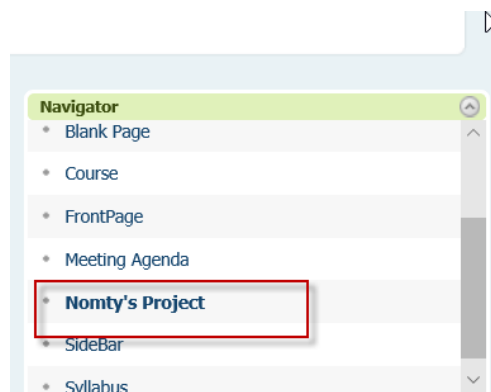 Navigator
Blank Page
Course
FrontPage
Meeting Agenda
Nomty's Project
SideBar
Syllabus